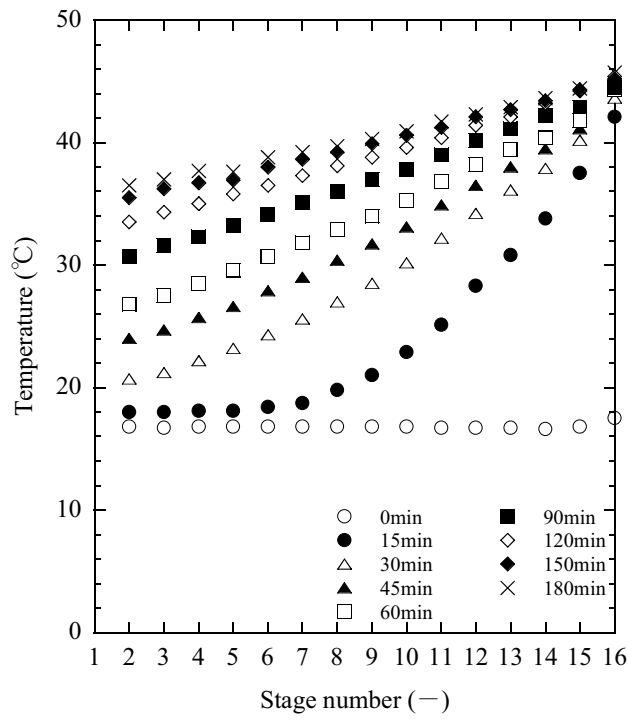 50
40
30
20
10
0
Temperature (℃)
0min
15min
30min
45min
60min
90min
120min
150min
180min
1 2 3 4 5 6 7 8 9 10 11 12 13 14 15 16
Stage number (－)